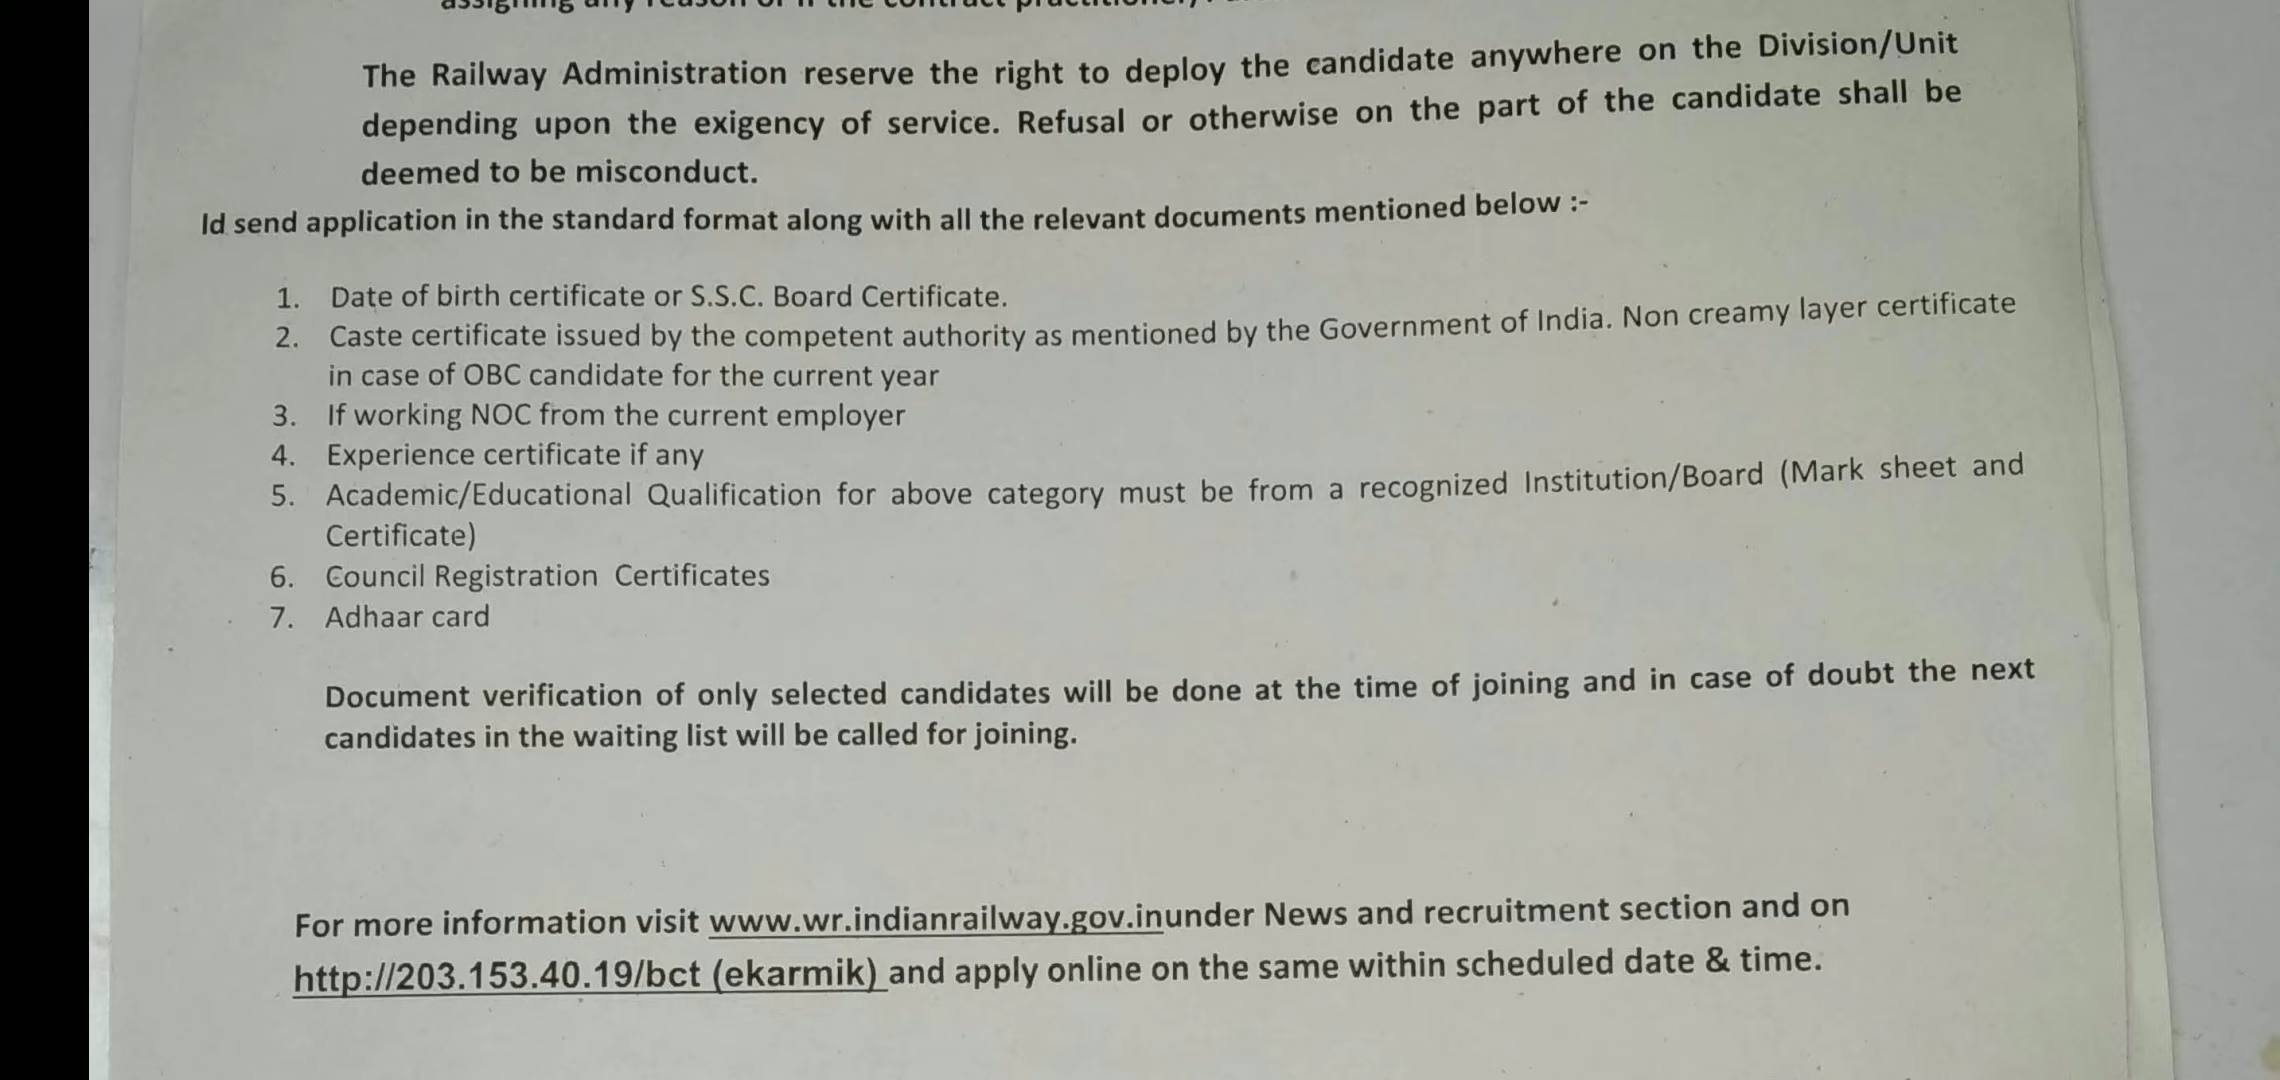 assigning any reason or if the contract
The Railway Administration reserve the right to deploy the candidate anywhere on the Division/Unit
depending upon the exigency of service. Refusal or otherwise on the part of the candidate shall be
deemed to be misconduct.
ld send application in the standard format along with all the relevant documents mentioned below :-
1. Date of birth certificate or S.S.C. Board Certificate.
2. Caste certificate issued by the competent authority as mentioned by the Government of India. Non creamy layer certificate
in case of OBC candidate for the current year
3. If working NOC from the current employer
4. Experience certificate if any
5. Academic/Educational Qualification for above category must be from a recognized Institution/Board (Mark sheet and
Certificate)
6. Council Registration Certificates
7. Adhaar card
Document verification of only selected candidates will be done at the time of joining and in case of doubt the next
candidates in the waiting list will be called for joining.
For more information visit www.wr.indianrailway.gov.inunder News and recruitment section and on
http://203.153.40.19/bct (ekarmik) and apply online on the same within scheduled date & time.